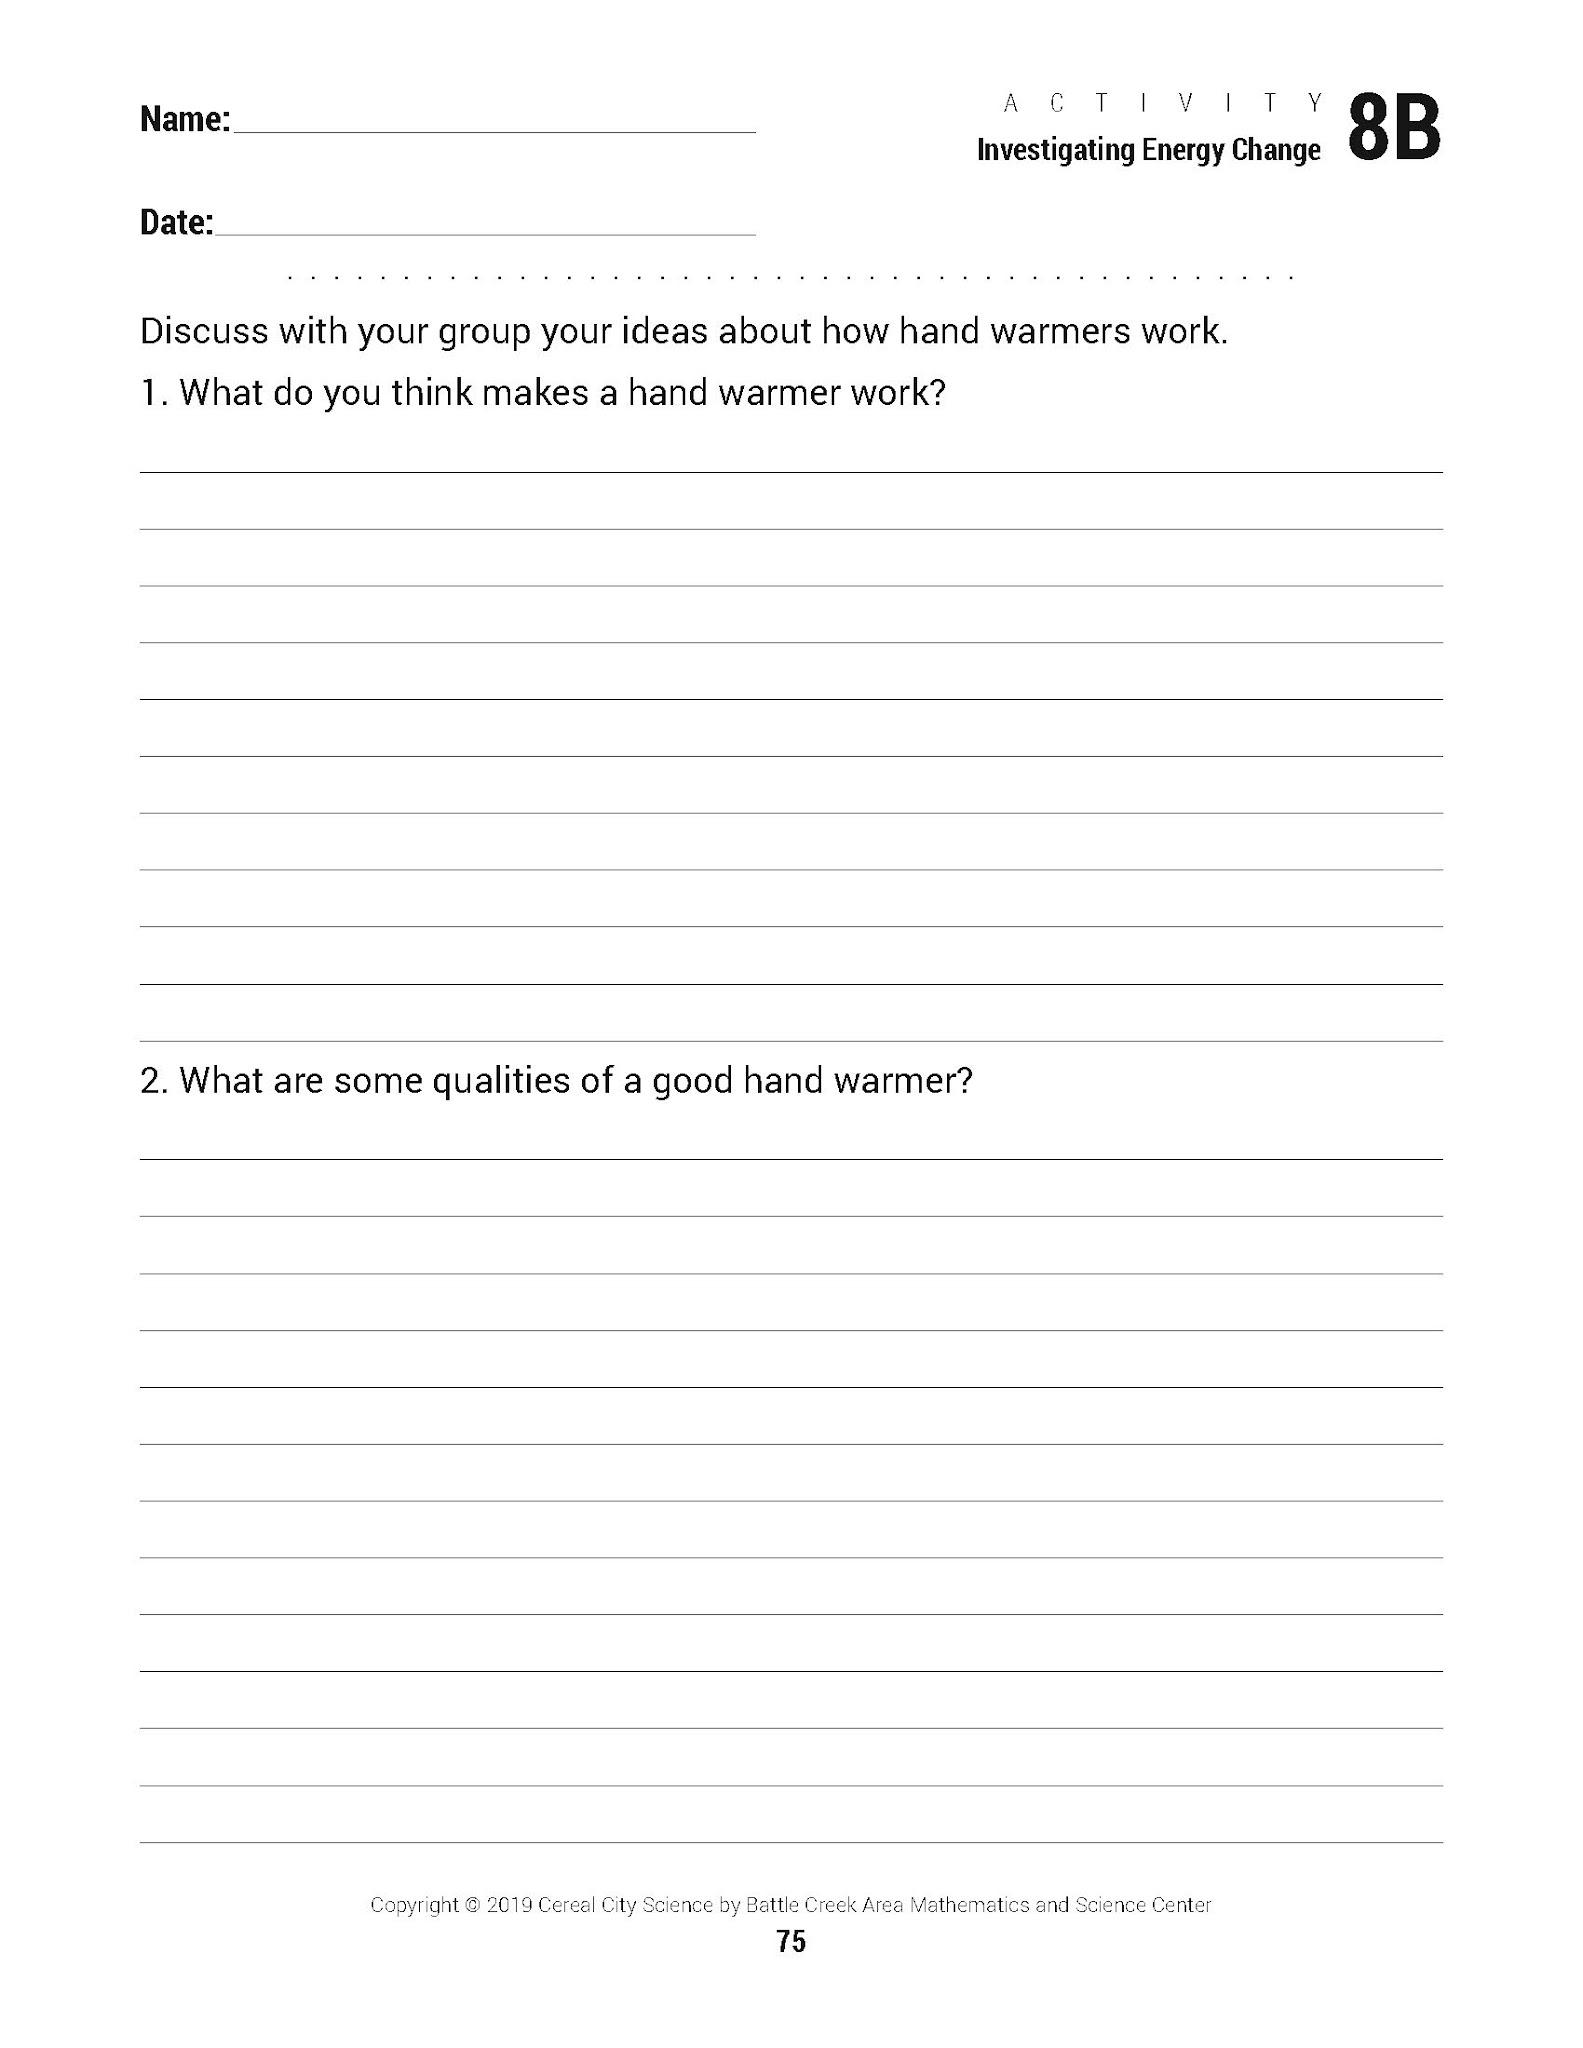 Name:
ACTIVITY 8B
Investigating Energy Change
Date:
Discuss with your group your ideas about how hand warmers work.
1. What do you think makes a hand warmer work?
2. What are some qualities of a good hand warmer?
Copyright © 2019 Cereal City Science by Battle Creek Area Mathematics and Science Center
75